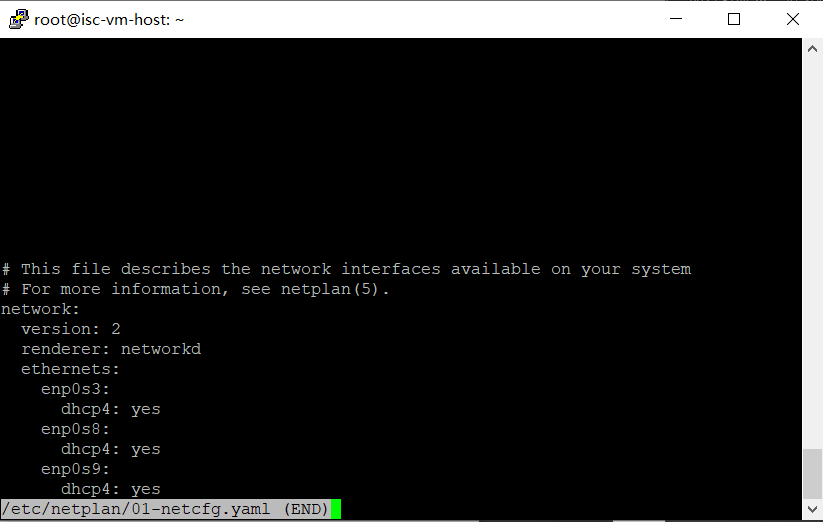 root@isc-vm-host: ~
# This file describes the network interfaces available on your system
# For more information, see netplan(5).
network:
  version: 2
  renderer: networkd
  ethernets:
    enp0s3:
      dhcp4: yes
    enp0s8:
      dhcp4: yes
    enp0s9:
      dhcp4: yes
/etc/netplan/01-netcfg.yaml (END)